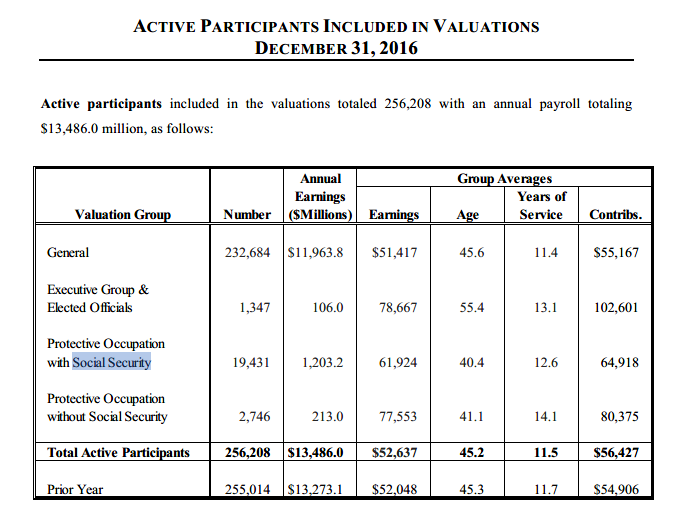 ACTIVE PARTICIPANTS INCLUDED IN VALUATIONS
DECEMBER 31, 2016
Active participants included in the valuations totaled 256,208 with an annual payroll totaling
$13,486.0 million, as follows:
Annual Group Averages
Earnings Years of
Valuation Group Number ($Millions) Earnings Age Service Contribs.
General 232,684 $11,963.8 $51,417 45.6 11.4 $55,167
Executive Group &
Elected Officials 1,347 106.0 78,667 55.4 13.1 102,601
Protective Occupation
with Social Security 19,431 1,203.2 61,924 40.4 12.6 64,918
Protective Occupation
without Social Security 2,746 213.0 77,553 41.1 14.1 80,375
Total Active Participants 256,208 $13,486.0 $52,637 45.2 11.5 $56,427
Prior Year 255,014 $13,273.1 $52,048 45.3 11.7 $54,906